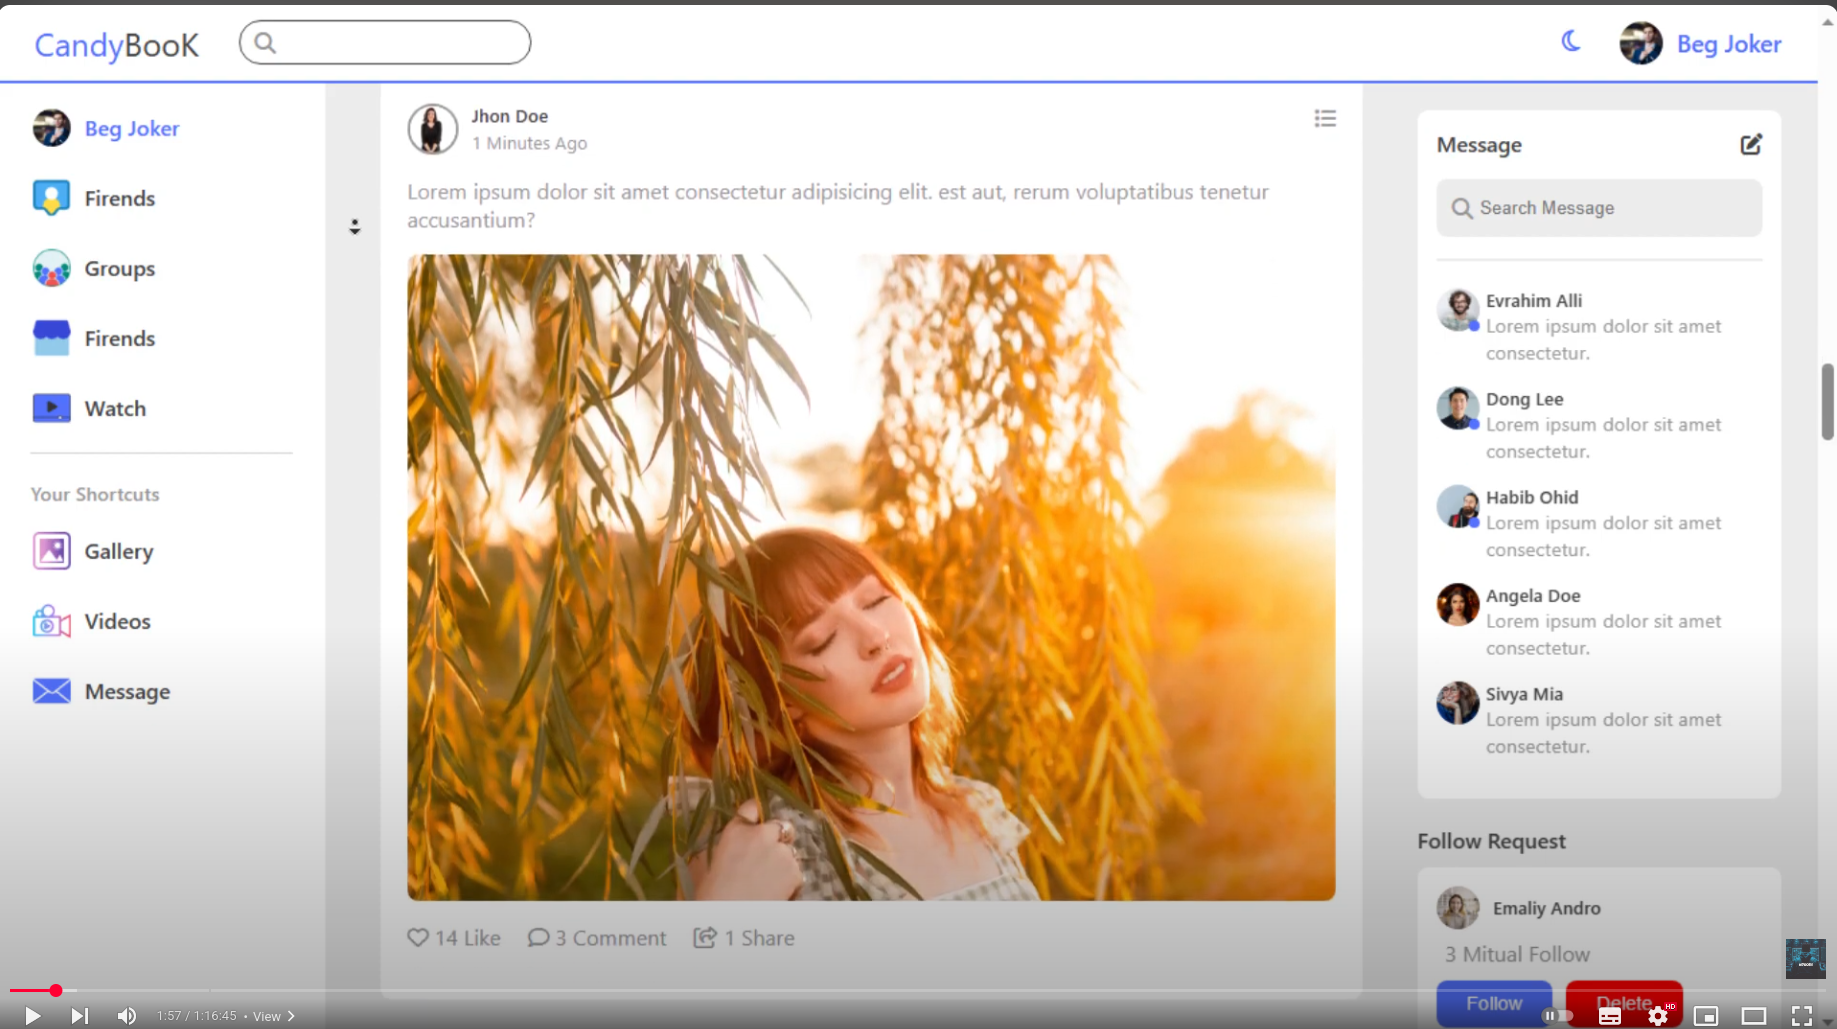 CandyBooK
Beg Joker
Beg Joker
Firends
Groups
Firends
Watch
Your Shortcuts
Gallery
Videos
Message
Jhon Doe
1 Minutes Ago
Lorem ipsum dolor sit amet consectetur adipisicing elit. est aut, rerum voluptatibus tenetur
accusantium?
14 Like
3 Comment
1 Share
Message
Search Message
Evrahim Alli
Lorem ipsum dolor sit amet
consectetur.
Dong Lee
Lorem ipsum dolor sit amet
consectetur.
Habib Ohid
Lorem ipsum dolor sit amet
consectetur.
Angela Doe
Lorem ipsum dolor sit amet
consectetur.
Sivya Mia
Lorem ipsum dolor sit amet
consectetur.
Follow Request
Emaliy Andro
3 Mitual Follow
Follow
Delete
1:57 / 1:16:45 • View
HD